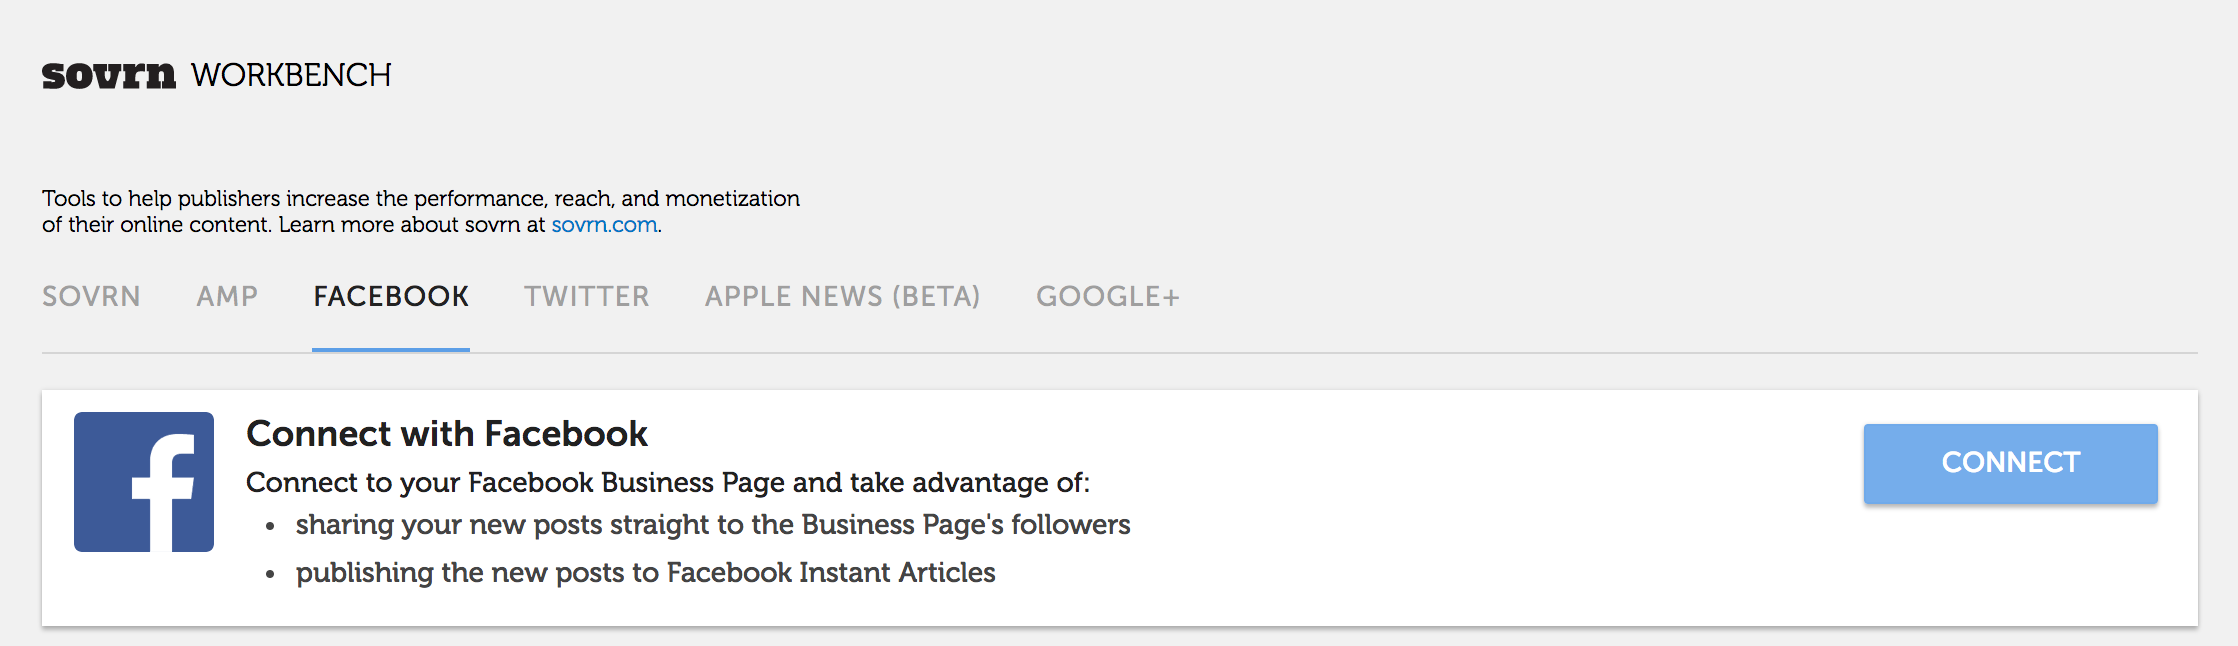 sovrn WORKBENCH
Tools to help publishers increase the performance, reach, and monetization
of their online content. Learn more about sovrn at sovrn.com.
SOVRN AMP FACEBOOK TWITTER APPLE NEWS (BETA) GOOGLE+
Connect with Facebook
CONNECT
Connect to your Facebook Business Page and take advantage of:
• sharing your new posts straight to the Business Page's followers
• publishing the new posts to Facebook Instant Articles